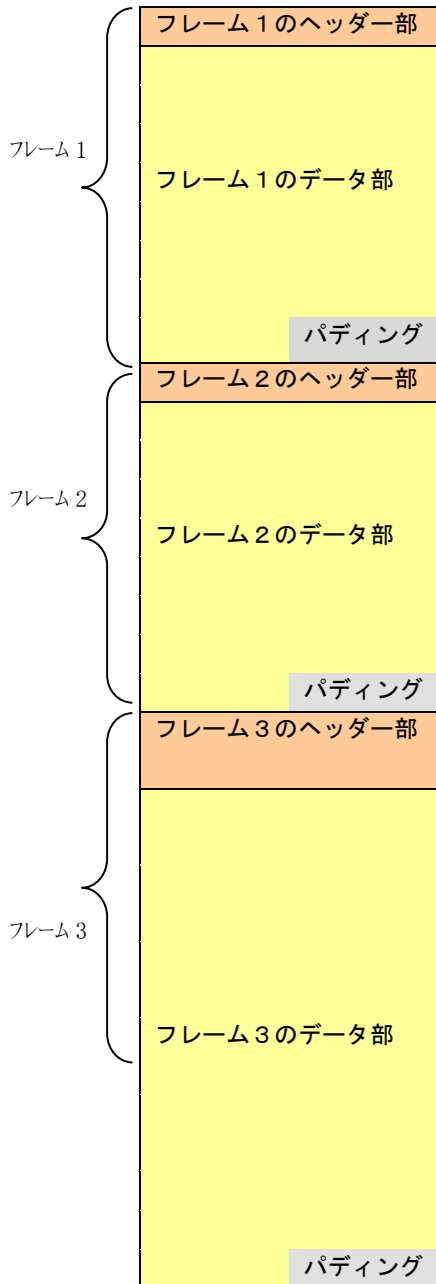 フレーム１のヘッダー部
フレーム 1
フレーム１のデータ部
パディング
フレーム２のヘッダー部
フレーム 2
フレーム２のデータ部
パディング
フレーム３のヘッダー部
フレーム 3
フレーム３のデータ部
パディング